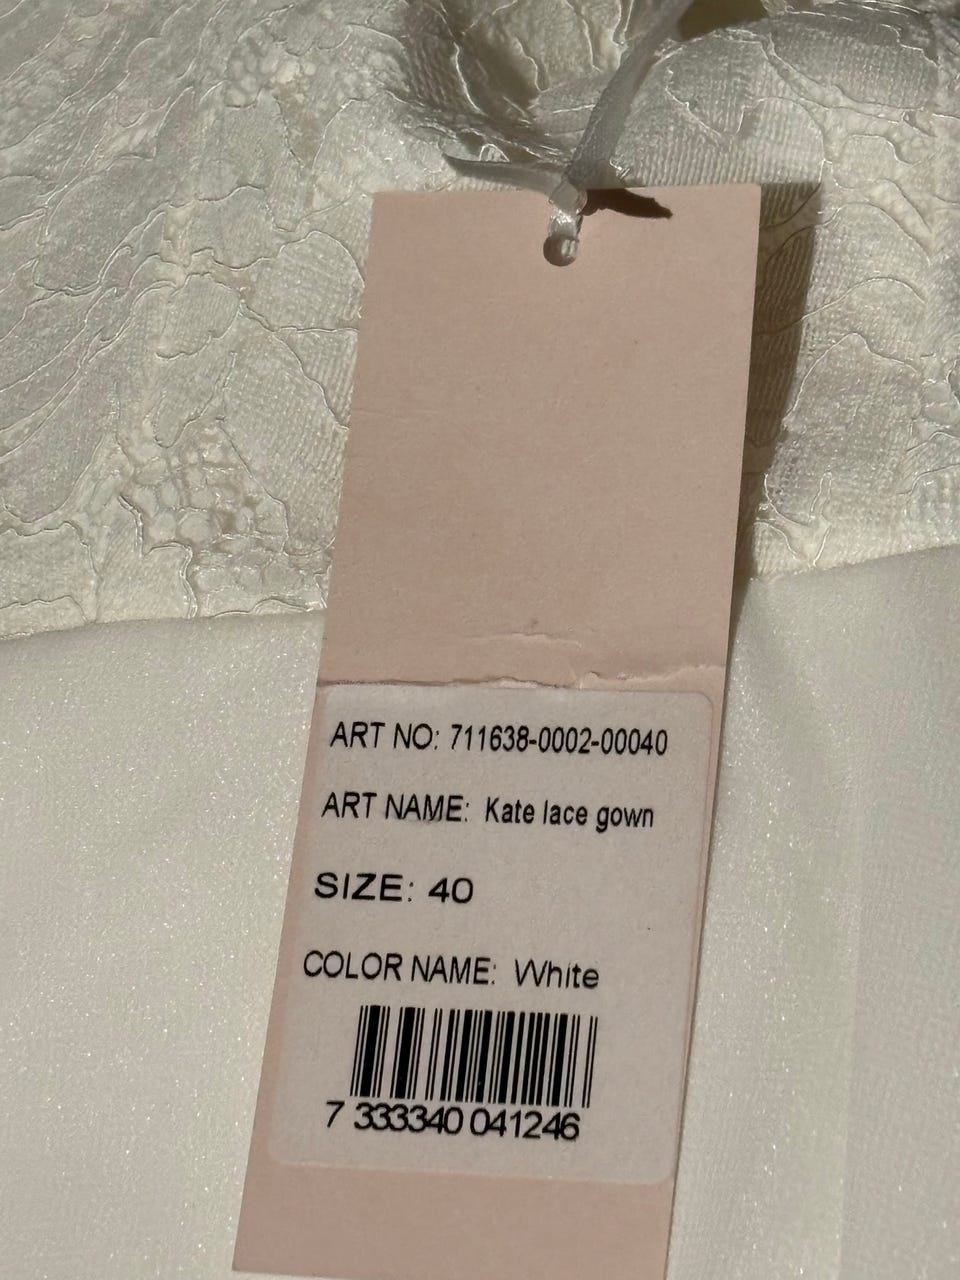 ART NO: 711638-0002-00040
ART NAME: Kate lace gown
SIZE: 40
COLOR NAME: White
7 333340 041246